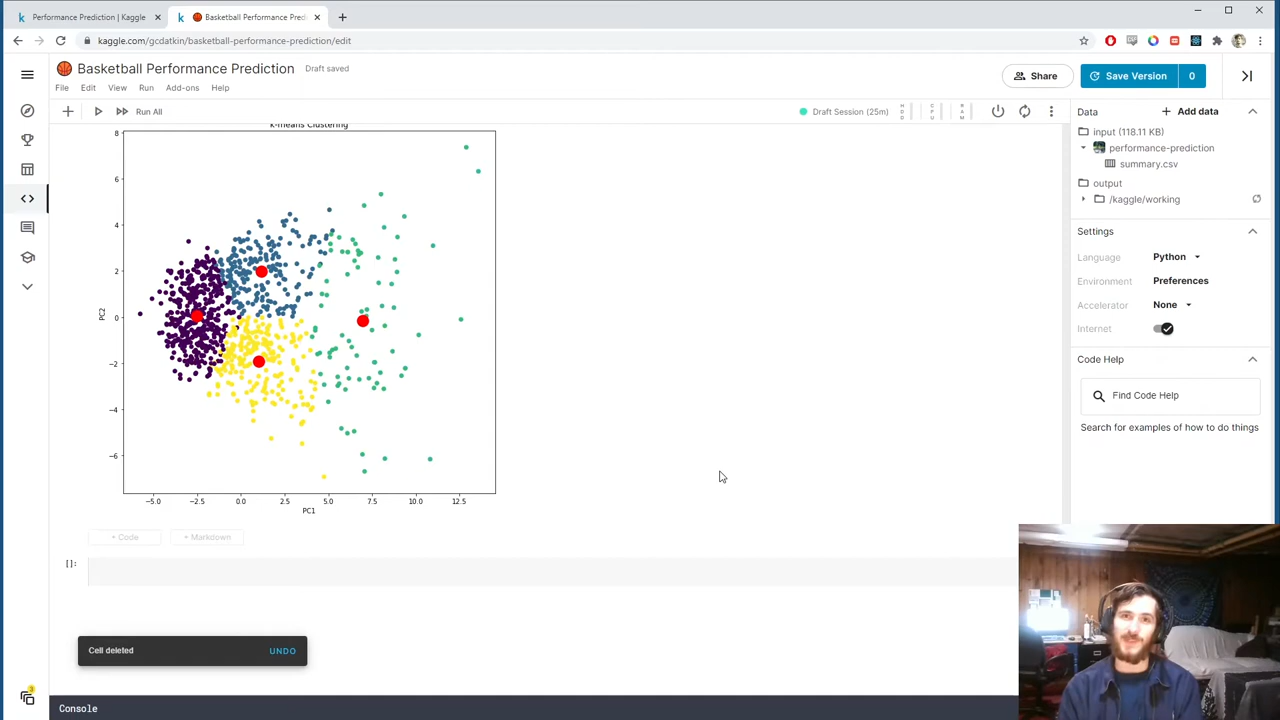 Performance Prediction | Kaggle
Basketball Performance Pred
kaggle.com/gcdatkin/basketball-performance-prediction/edit
Basketball Performance Prediction
Draft saved
File Edit View Run Add-ons Help
Share
Save Version 0
Run All
Draft Session (25m)
HDD
CPU
RAM
Data
Add data
input (118.11 KB)
performance-prediction
summary.csv
output
/kaggle/working
Settings
Language Python
Environment Preferences
Accelerator None
Internet
Code Help
Find Code Help
Search for examples of how to do things
k-means Clustering
8
6
4
2
0
−2
−4
−6
PC2
−5.0 −2.5 0.0 2.5 5.0 7.5 10.0 12.5
PC1
+ Code + Markdown
[]:
Cell deleted UNDO
3
Console